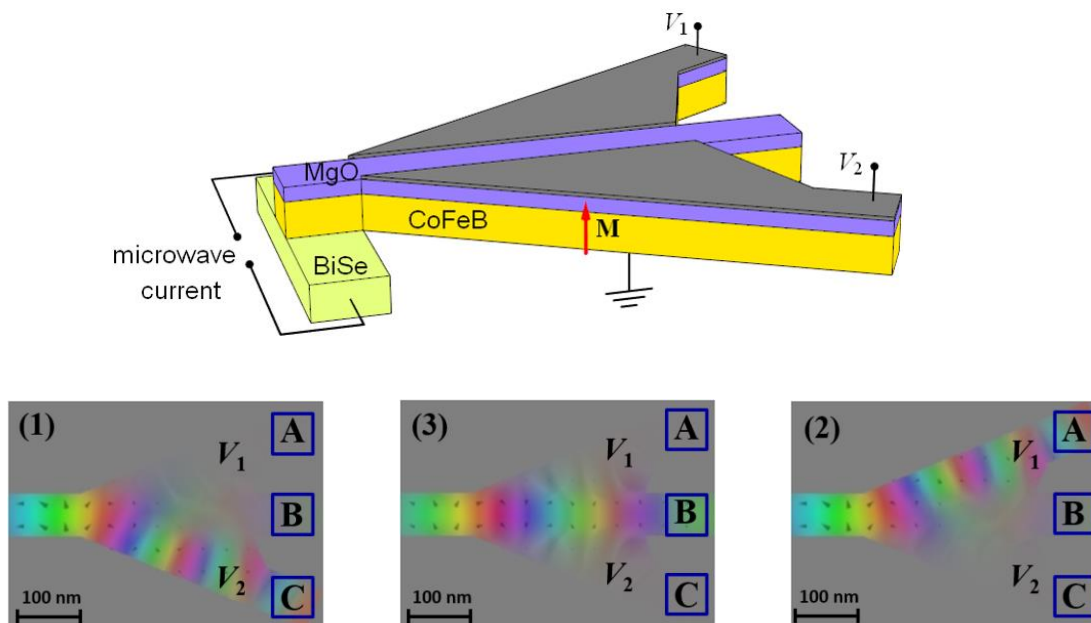 V1
V2
MgO
CoFeB
M
microwave
current
BiSe
(1)
A
V1
B
V2
C
100 nm
(3)
A
V1
B
V2
C
100 nm
(2)
A
V1
B
V2
C
100 nm